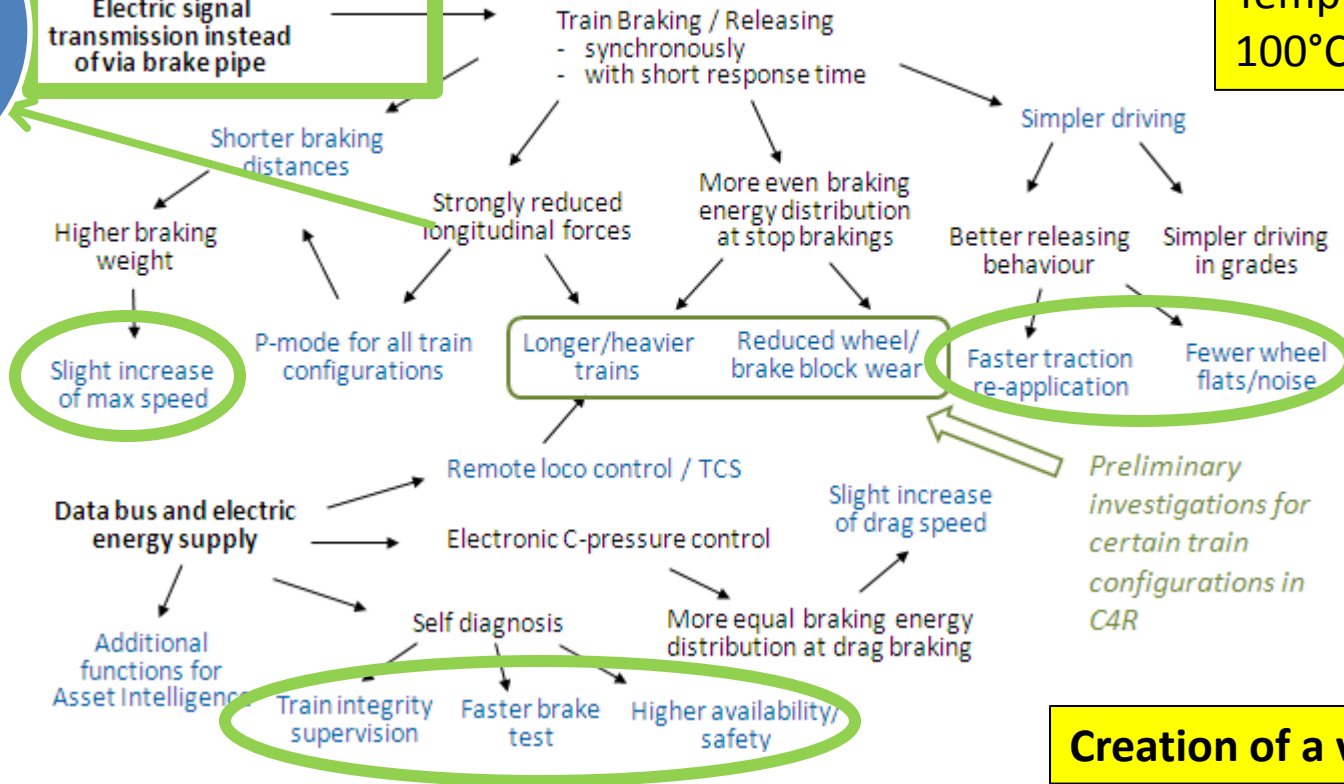 Electric signal
transmission instead
of via brake pipe
Train Braking / Releasing
- synchronously
- with short response time
100°C
Shorter braking
distances
Simpler driving
Higher braking
weight
Strongly reduced
longitudinal forces
More even braking
energy distribution
at stop brakings
Better releasing
behaviour
Simpler driving
in grades
Slight increase
of max speed
P-mode for all train
configurations
Longer/heavier
trains
Reduced wheel/
brake block wear
Faster traction
re-application
Fewer wheel
flats/noise
Remote loco control / TCS
Data bus and electric
energy supply
Electronic C-pressure control
Slight increase
of drag speed
Preliminary
investigations for
certain train
configurations in
C4R
Additional
functions for
Asset Intelligence
Self diagnosis
More equal braking energy
distribution at drag braking
Train integrity
supervision
Faster brake
test
Higher availability/
safety
Creation of a